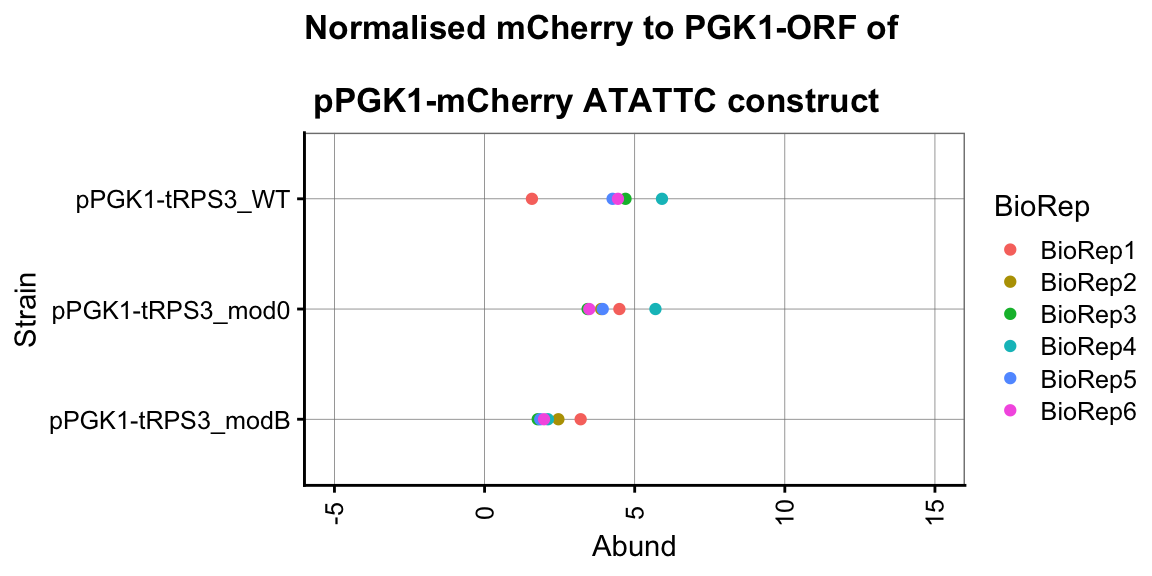 Normalised mCherry to PGK1-ORF of
pPGK1-mCherry ATATTC construct
Strain
pPGK1-tRPS3_WT
pPGK1-tRPS3_mod0
pPGK1-tRPS3_modB
-5
0
5
10
15
Abund
BioRep
BioRep1
BioRep2
BioRep3
BioRep4
BioRep5
BioRep6